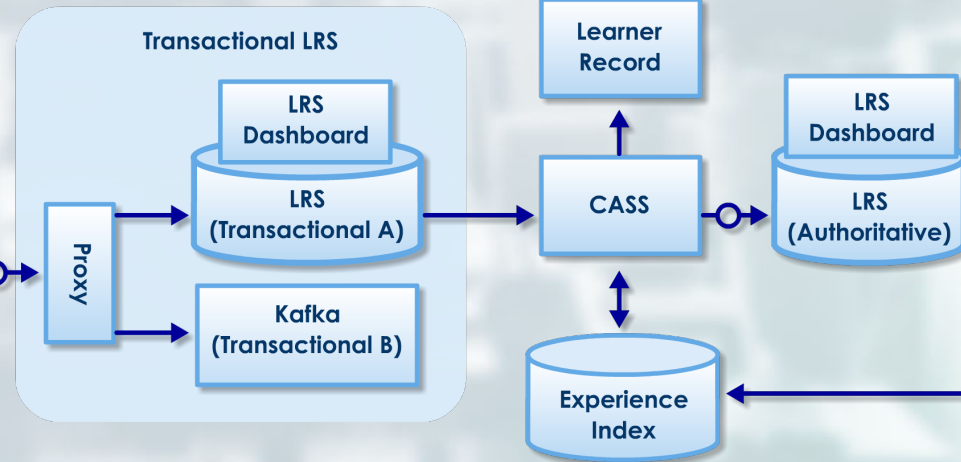 Transactional LRS
LRS
Dashboard
LRS
(Transactional A)
Proxy
Kafka
(Transactional B)
Learner
Record
CASS
Experience
Index
LRS
Dashboard
LRS
(Authoritative)